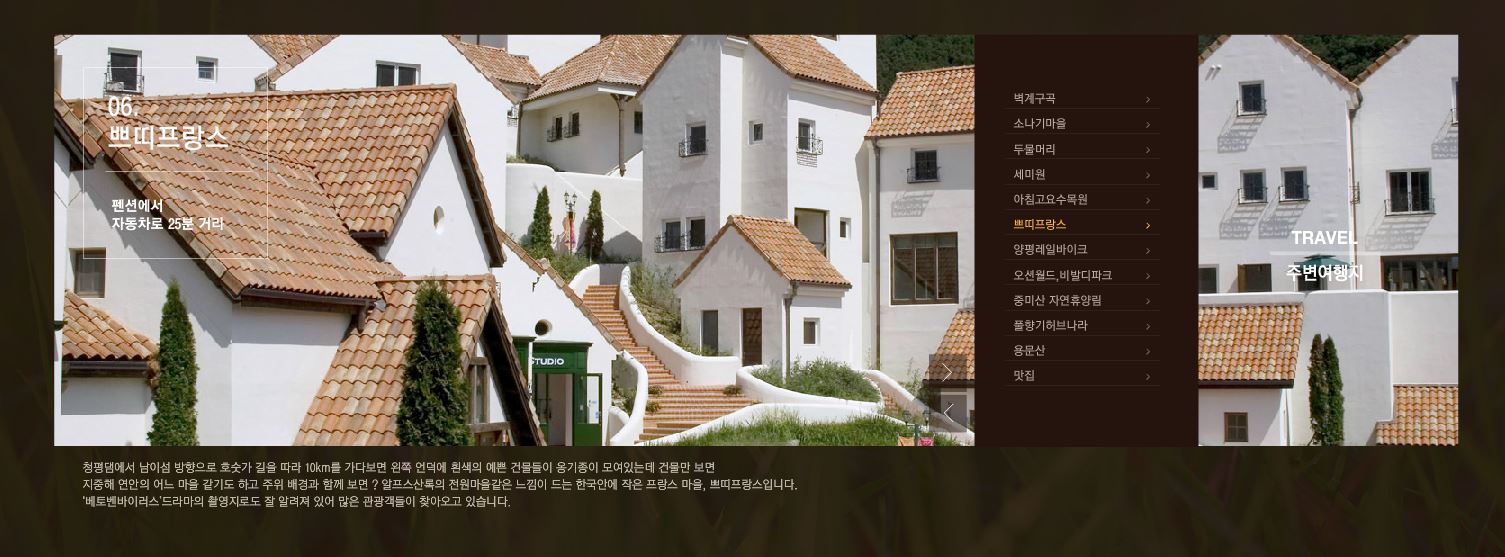 06.
쁘띠프랑스
펜션에서
자동차로 25분 거리
STUDIO
벽계구곡
소나기마을
두물머리
세미원
아침고요수목원
쁘띠프랑스
양평레일바이크
오션월드,비발디파크
중미산 자연휴양림
풀향기허브나라
용문산
맛집
TRAVEL
주변여행지
청평댐에서 남이섬 방향으로 호숫가 길을 따라 10km를 가다보면 왼쪽 언덕에 흰색의 예쁜 건물들이 옹기종이 모여있는데 건물만 보면
지중해 연안의 어느 마을 같기도 하고 주위 배경과 함께 보면 ? 알프스산록의 전원마을같은 느낌이 드는 한국안에 작은 프랑스 마을, 쁘띠프랑스입니다.
'베토벤바이러스'드라마의 촬영지로도 잘 알려져 있어 많은 관광객들이 찾아오고 있습니다.